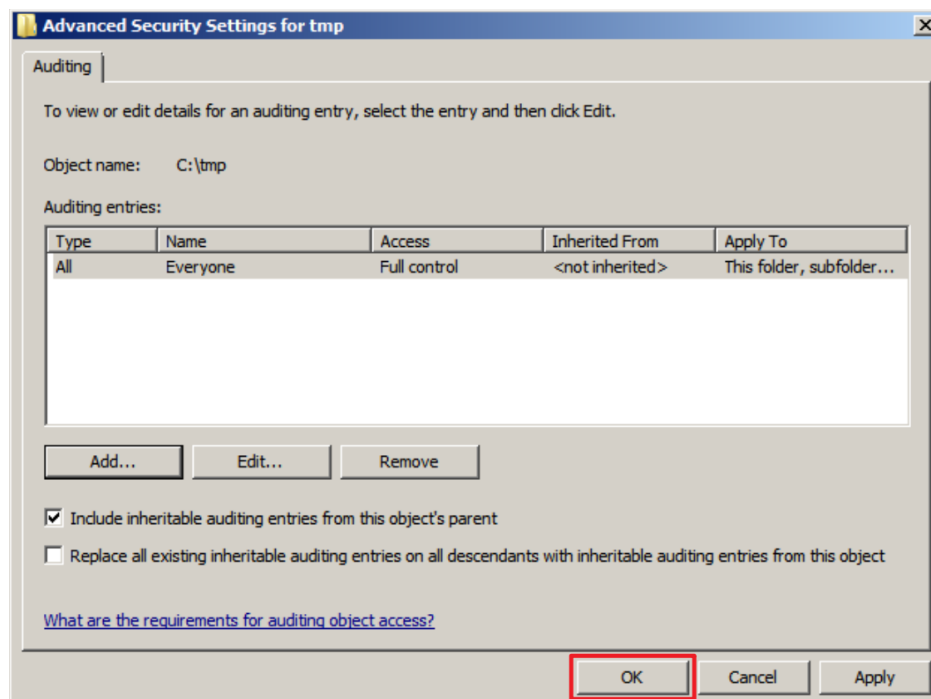 Advanced Security Settings for tmp
Auditing
To view or edit details for an auditing entry, select the entry and then click Edit.
Object name: C:\tmp
Auditing entries:
Type Name Access Inherited From Apply To
All Everyone Full control <not inherited> This folder, subfolder...
Add... Edit... Remove
Include inheritable auditing entries from this object's parent
Replace all existing inheritable auditing entries on all descendants with inheritable auditing entries from this object
What are the requirements for auditing object access?
OK Cancel Apply